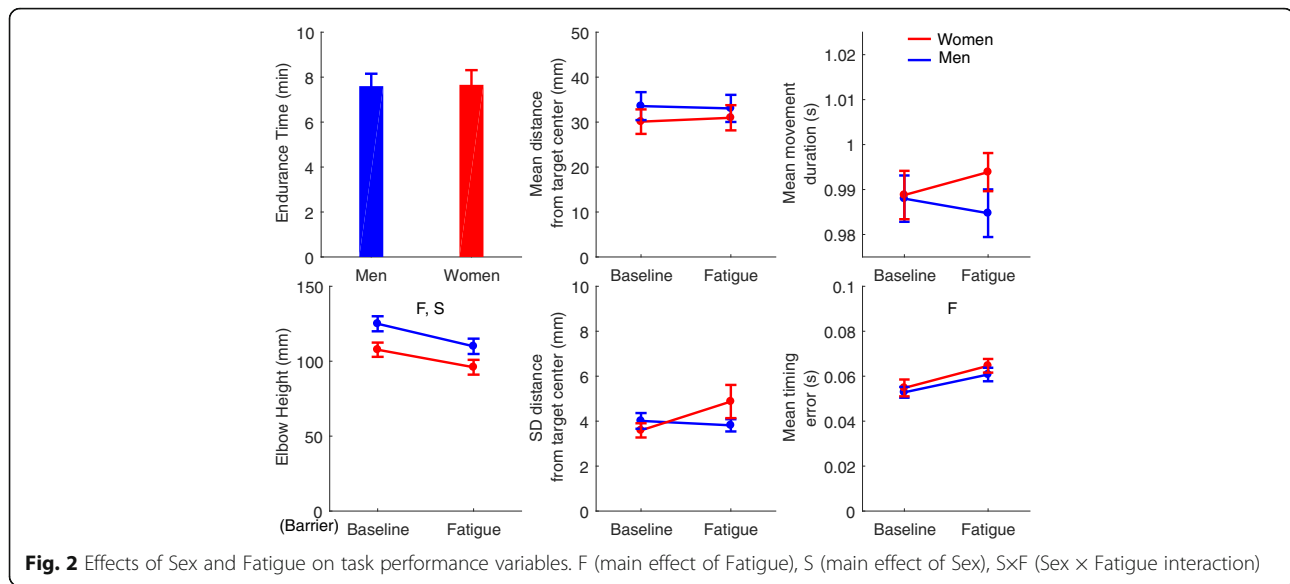 Endurance Time (min)
10
8
6
4
2
0
Men
Women
Mean distance
from target center (mm)
50
40
30
20
10
0
Baseline
Fatigue
Women
Men
Mean movement
duration (s)
1.02
1.01
1
0.99
0.98
Baseline
Fatigue
F, S
Elbow Height (mm)
150
100
50
0
(Barrier)
Baseline
Fatigue
SD distance
from target center (mm)
10
8
6
4
2
0
Baseline
Fatigue
F
Mean timing
error (s)
0.1
0.08
0.06
0.04
0.02
0
Baseline
Fatigue
Fig. 2 Effects of Sex and Fatigue on task performance variables. F (main effect of Fatigue), S (main effect of Sex), S×F (Sex × Fatigue interaction)